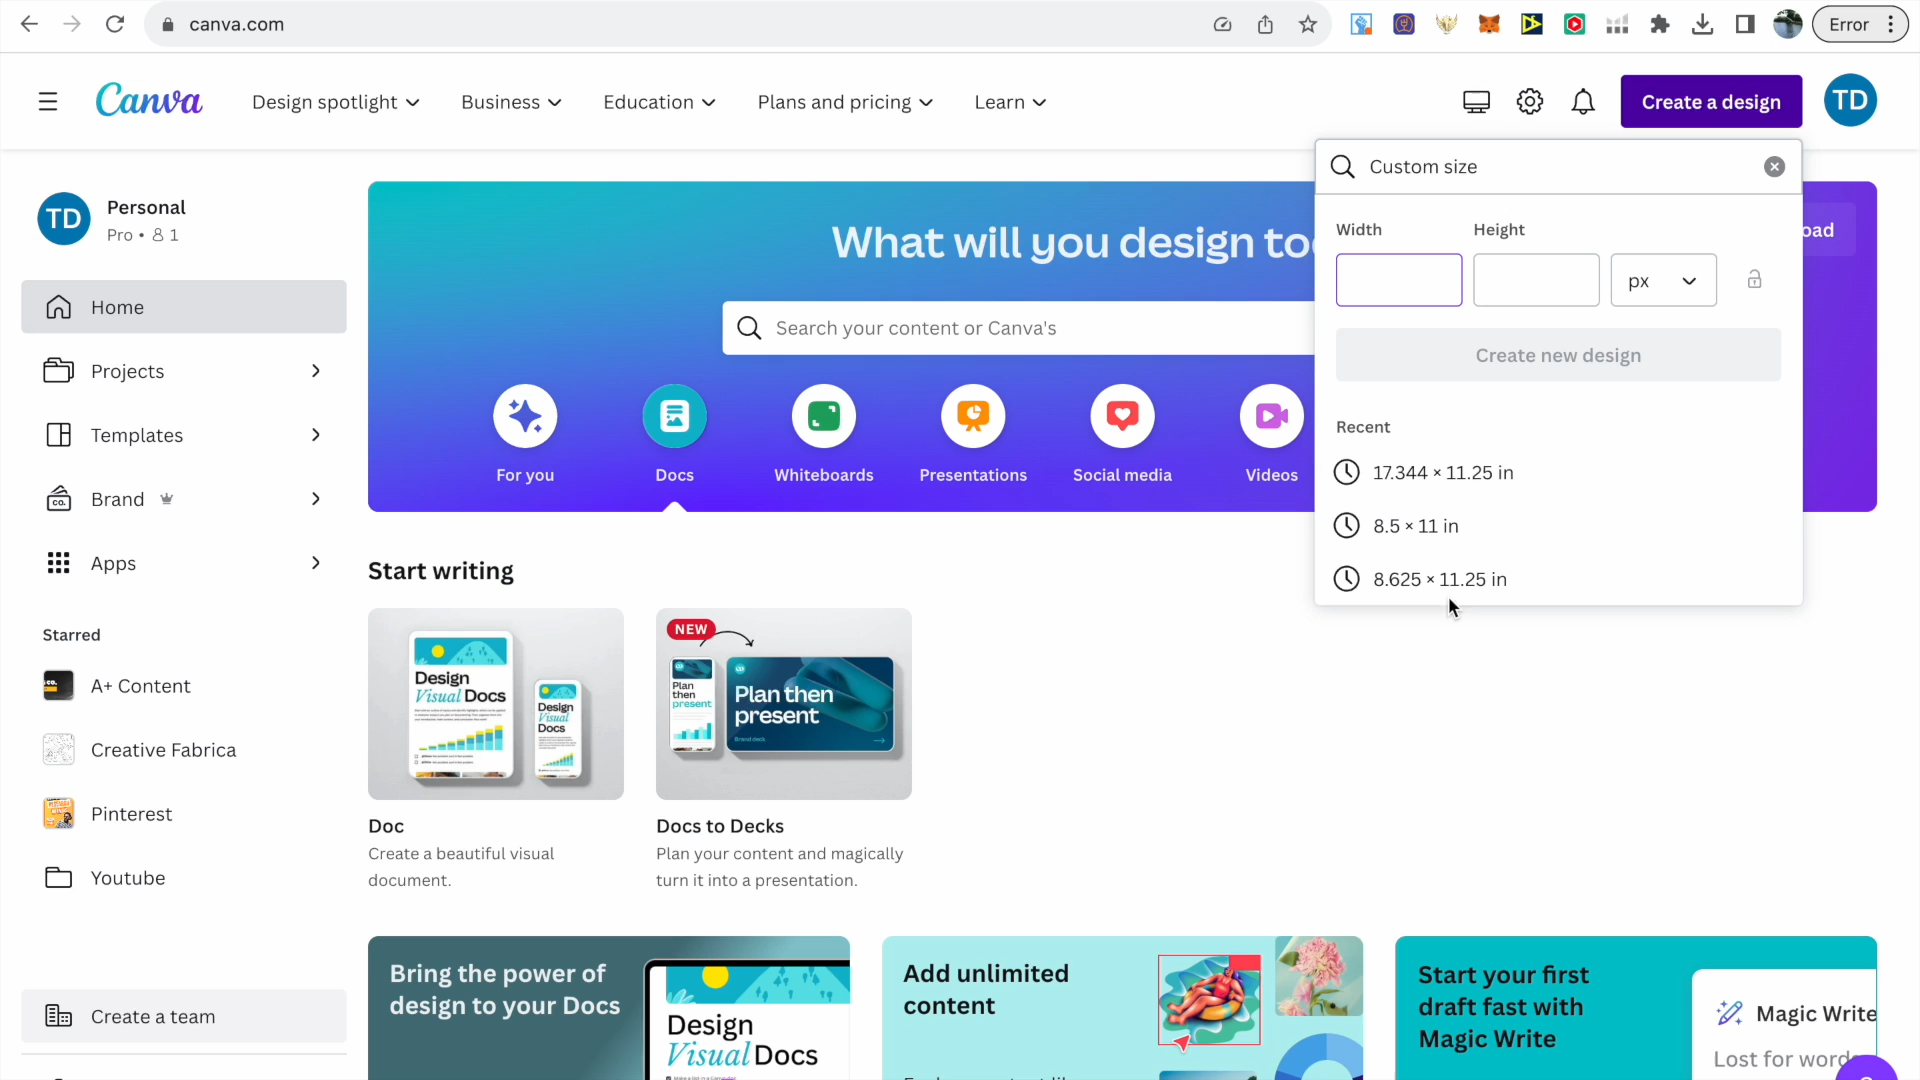 canva.com
Error
Canva
Design spotlight
Business
Education
Plans and pricing
Learn
Create a design
TD
Custom size
Width
Height
px
Create new design
Recent
17.344 × 11.25 in
8.5 × 11 in
8.625 × 11.25 in
TD
Personal
Pro • 1
Home
Projects
Templates
Brand
Apps
Starred
A+ Content
Creative Fabrica
Pinterest
Youtube
Create a team
What will you design to
oad
Search your content or Canva's
For you
Docs
Whiteboards
Presentations
Social media
Videos
Start writing
Design
Visual Docs
Design
Visual
Docs
NEW
Plan
then
present
Plan then
present
Doc
Create a beautiful visual
document.
Docs to Decks
Plan your content and magically
turn it into a presentation.
Bring the power of
design to your Docs
Design
Visual Docs
Add unlimited
content
Start your first
draft fast with
Magic Write
Magic Write
Lost for words